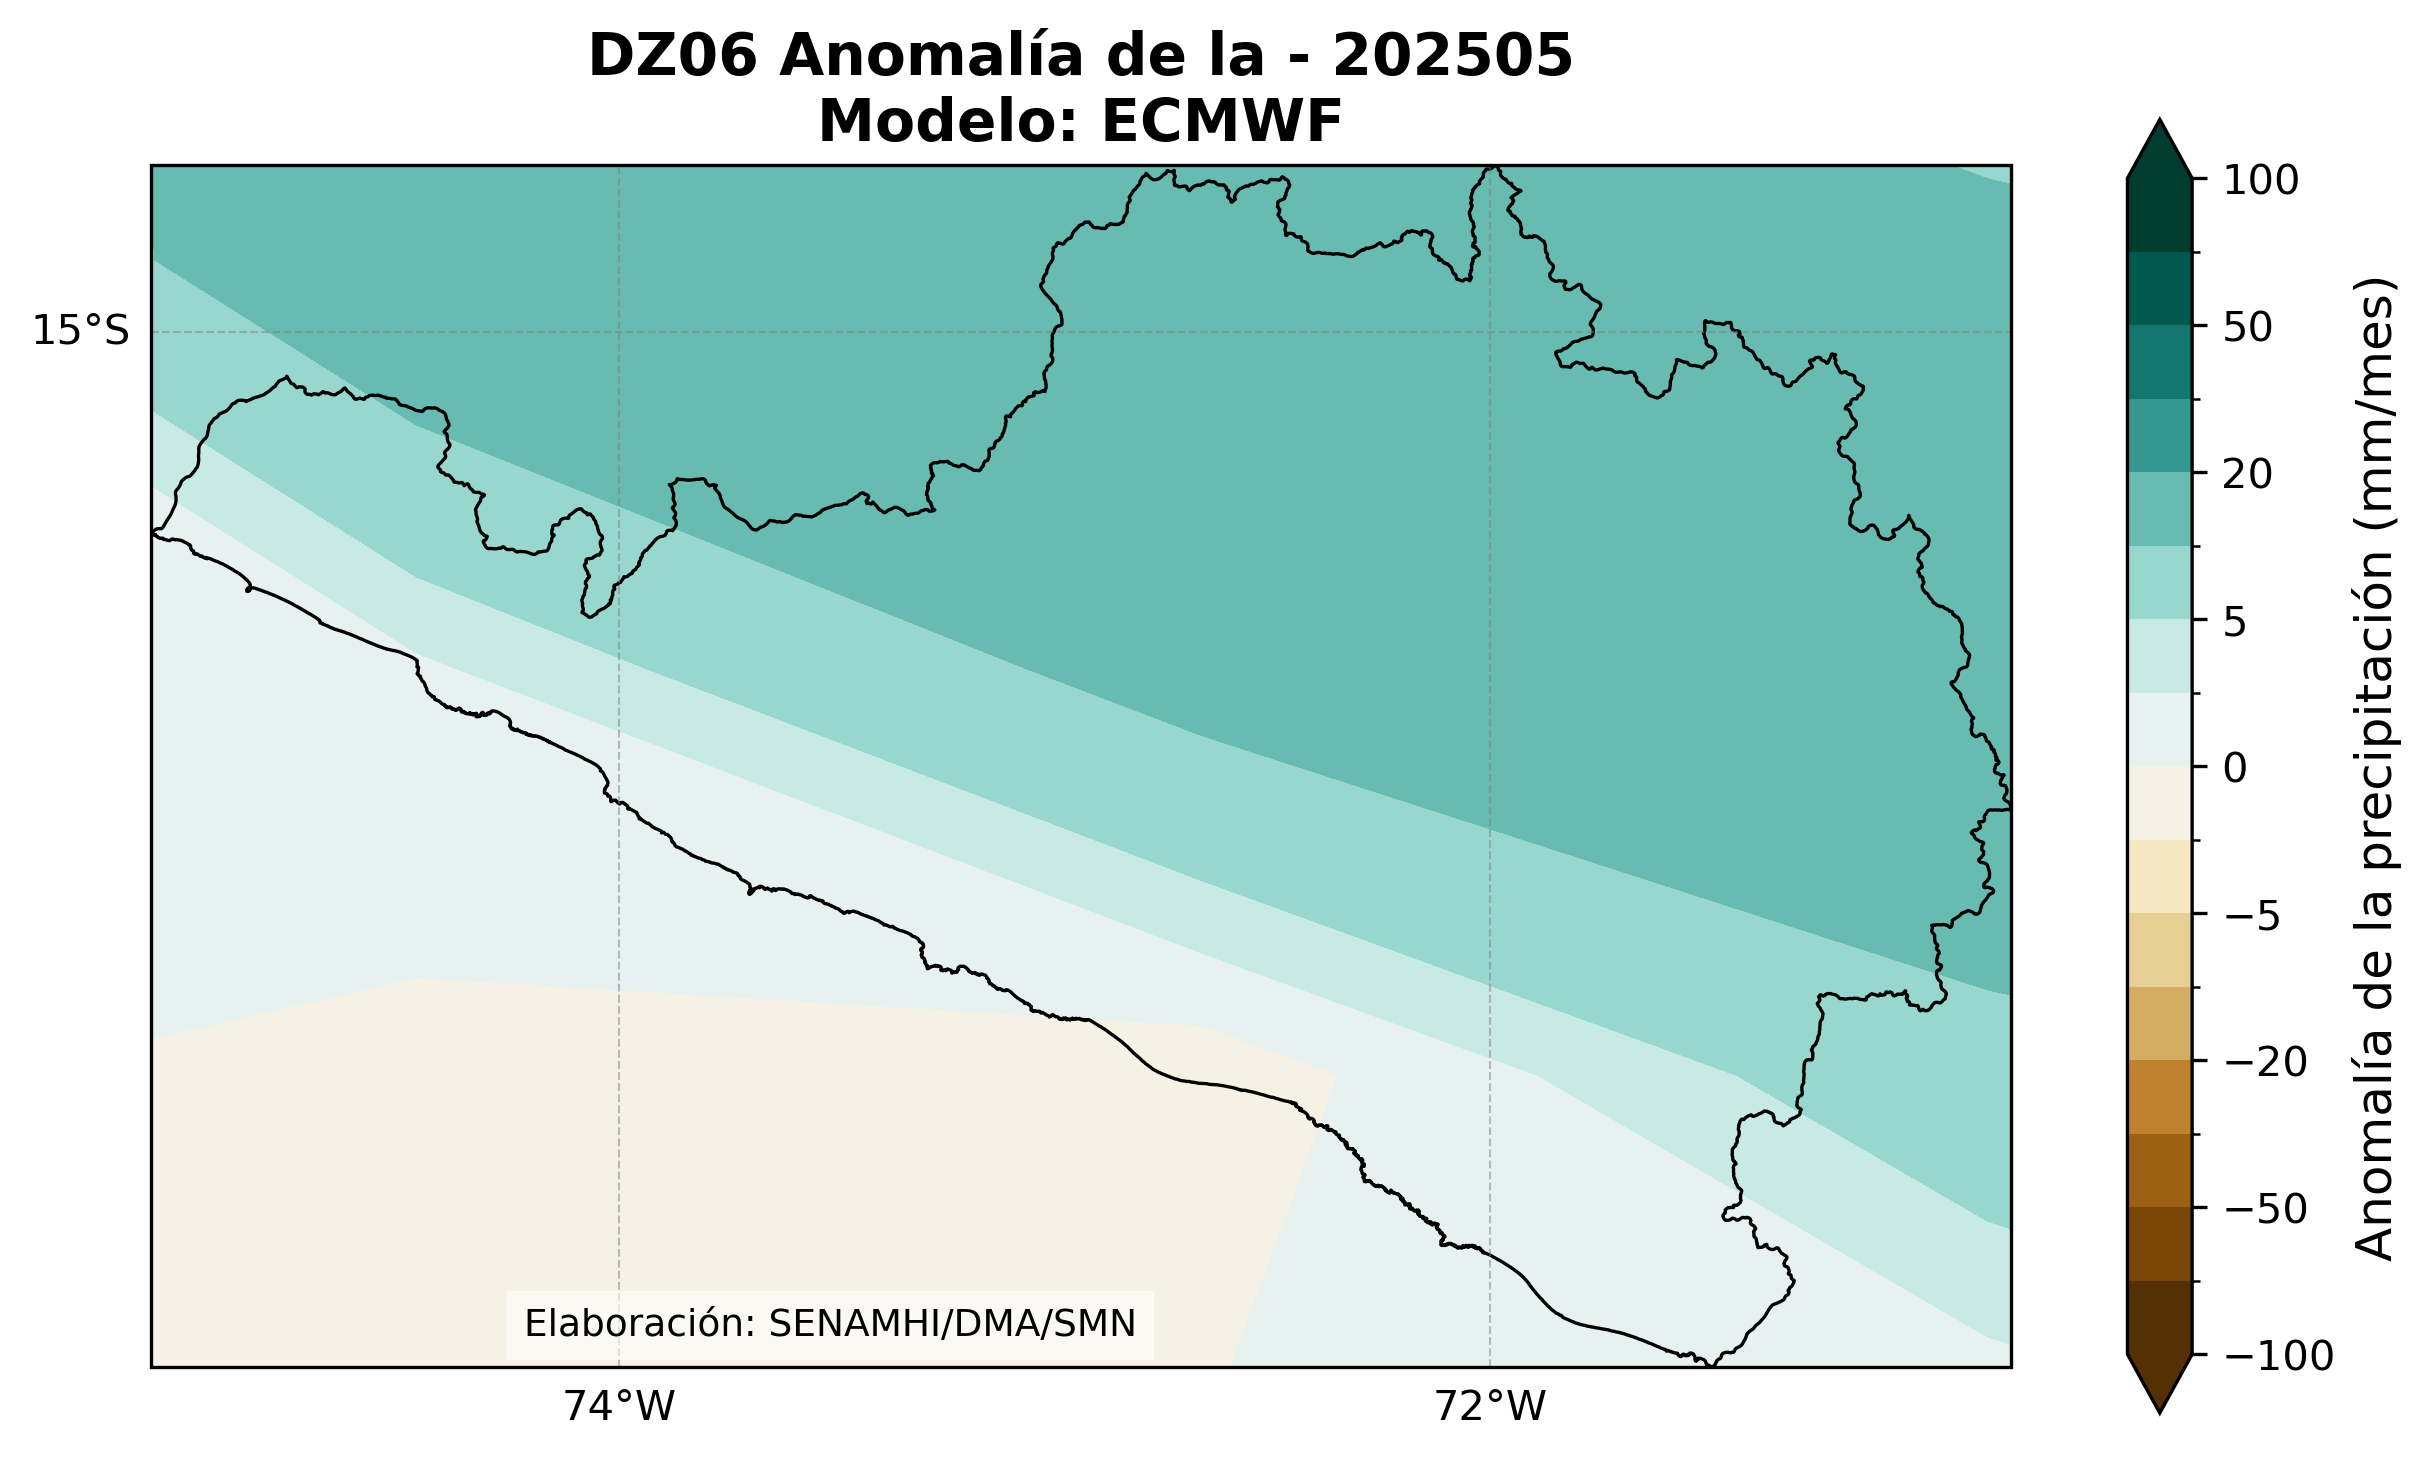 DZ06 Anomalía de la - 202505
Modelo: ECMWF
15°S
74°W
72°W
Elaboración: SENAMHI/DMA/SMN
100
50
20
5
0
−5
−20
−50
−100
Anomalía de la precipitación (mm/mes)